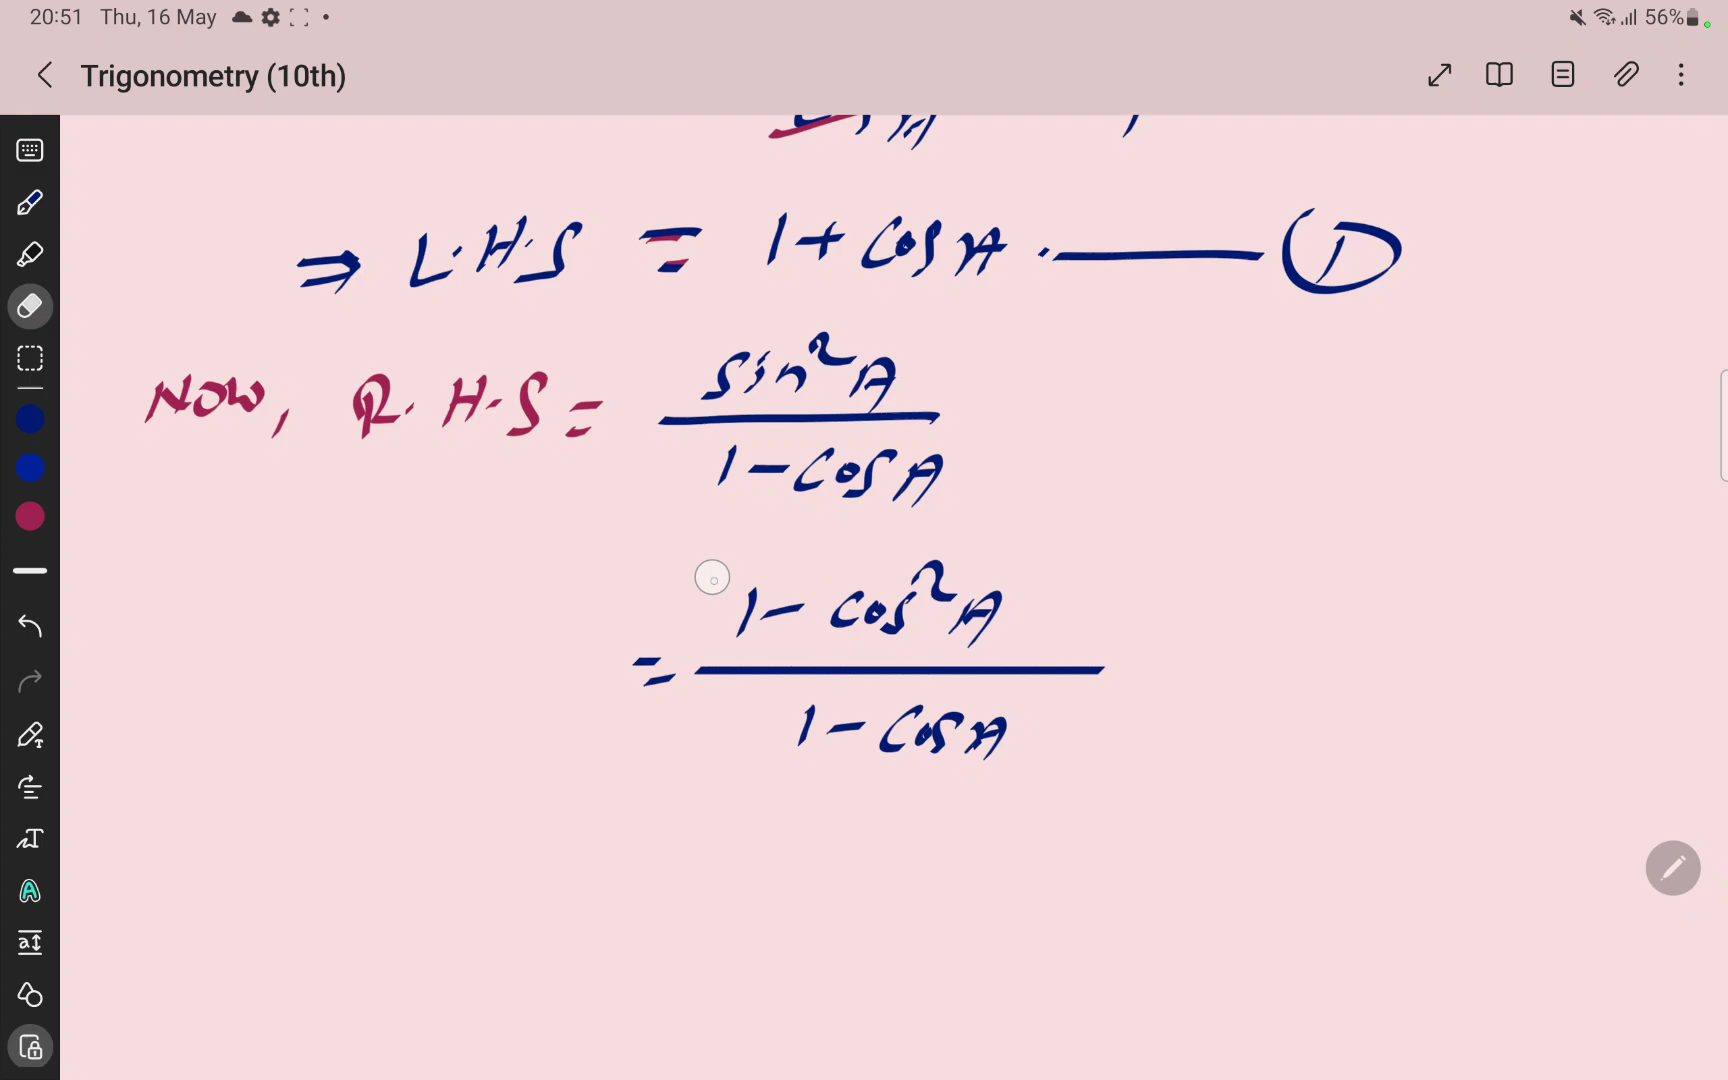 20:51 Thu, 16 May 56%
Trigonometry (10th)
⇒ L.H.S = 1 + Cos A . ——— (1)
Now, R.H.S = sin²A / 1 - Cos A
= 1 - cos²A / 1 - Cos A